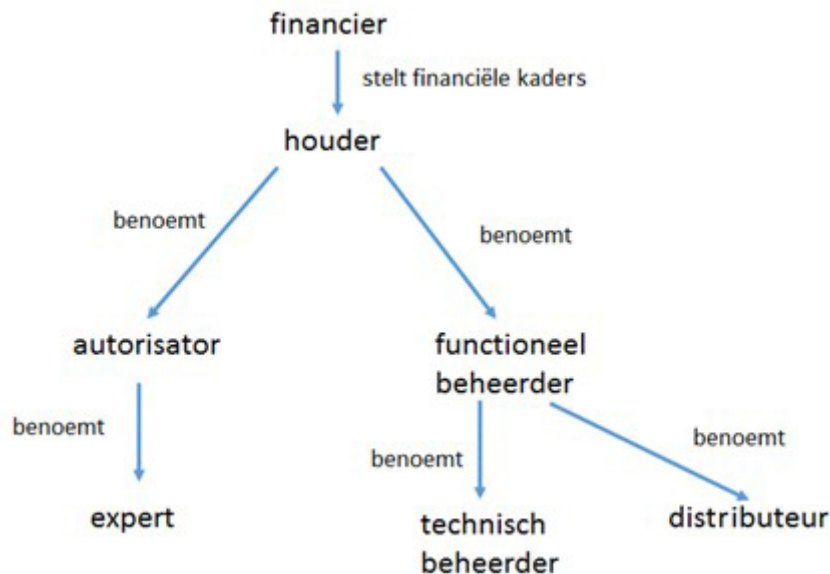 financier
stelt financiële kaders
houder
benoemt
benoemt
autorisator
functioneel
beheerder
benoemt
benoemt
benoemt
expert
technisch
beheerder
distributeur